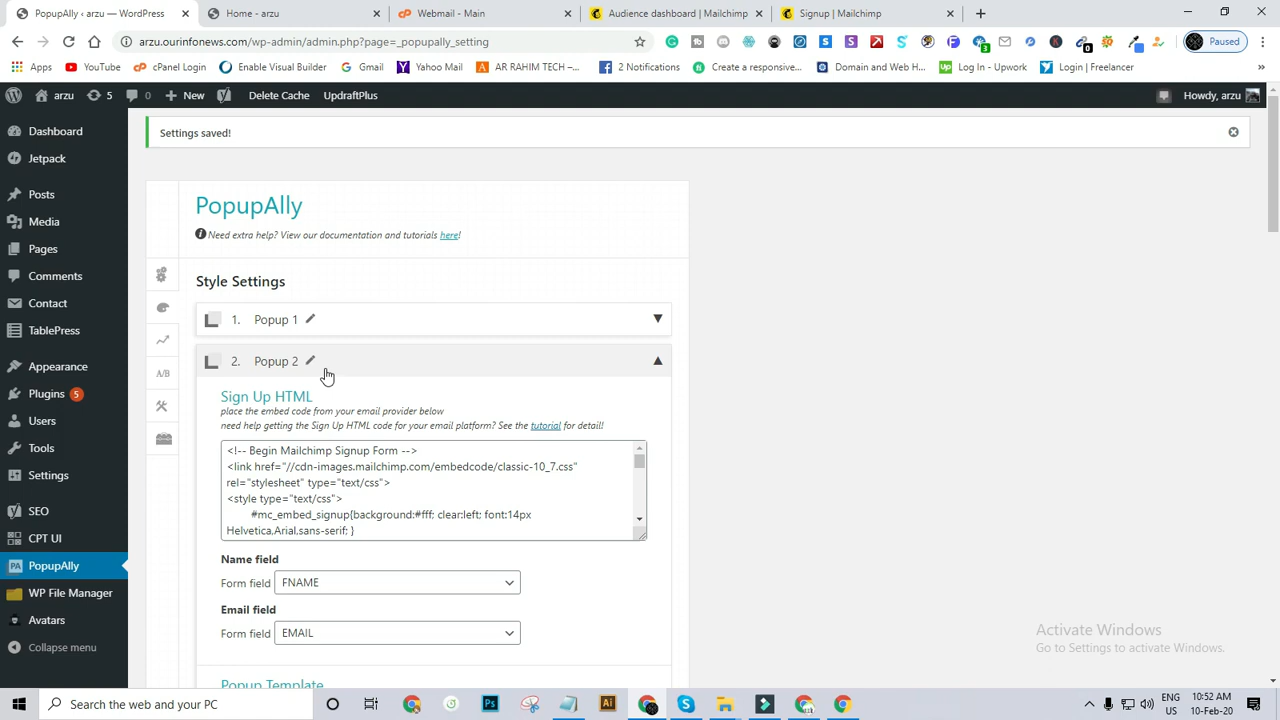 PopupAlly ‹ arzu — WordPress
Home - arzu
Webmail - Main
Audience dashboard | Mailchimp
Signup | Mailchimp
arzu.ourinfonews.com/wp-admin/admin.php?page=_popupally_setting
Paused
Apps
YouTube
cPanel Login
Enable Visual Builder
Gmail
Yahoo Mail
AR RAHIM TECH –...
2 Notifications
Create a responsive...
Domain and Web H...
Log In - Upwork
Login | Freelancer
»
arzu
5
0
New
Delete Cache
UpdraftPlus
Howdy, arzu
Dashboard
Jetpack
Posts
Media
Pages
Comments
Contact
TablePress
Appearance
Plugins 5
Users
Tools
Settings
SEO
CPT UI
PopupAlly
WP File Manager
Avatars
Collapse menu
Settings saved!
PopupAlly
Need extra help? View our documentation and tutorials here!
A/B
Style Settings
1. Popup 1
2. Popup 2
Sign Up HTML
place the embed code from your email provider below
need help getting the Sign Up HTML code for your email platform? See the tutorial for detail!
<!-- Begin Mailchimp Signup Form -->
<link href="//cdn-images.mailchimp.com/embedcode/classic-10_7.css"
rel="stylesheet" type="text/css">
<style type="text/css">
#mc_embed_signup{background:#fff; clear:left; font:14px
Helvetica,Arial,sans-serif; }
Name field
Form field FNAME
Email field
Form field EMAIL
Popup Template
Activate Windows
Go to Settings to activate Windows.
Search the web and your PC
Ps
Ai
ENG
US
10:52 AM
10-Feb-20